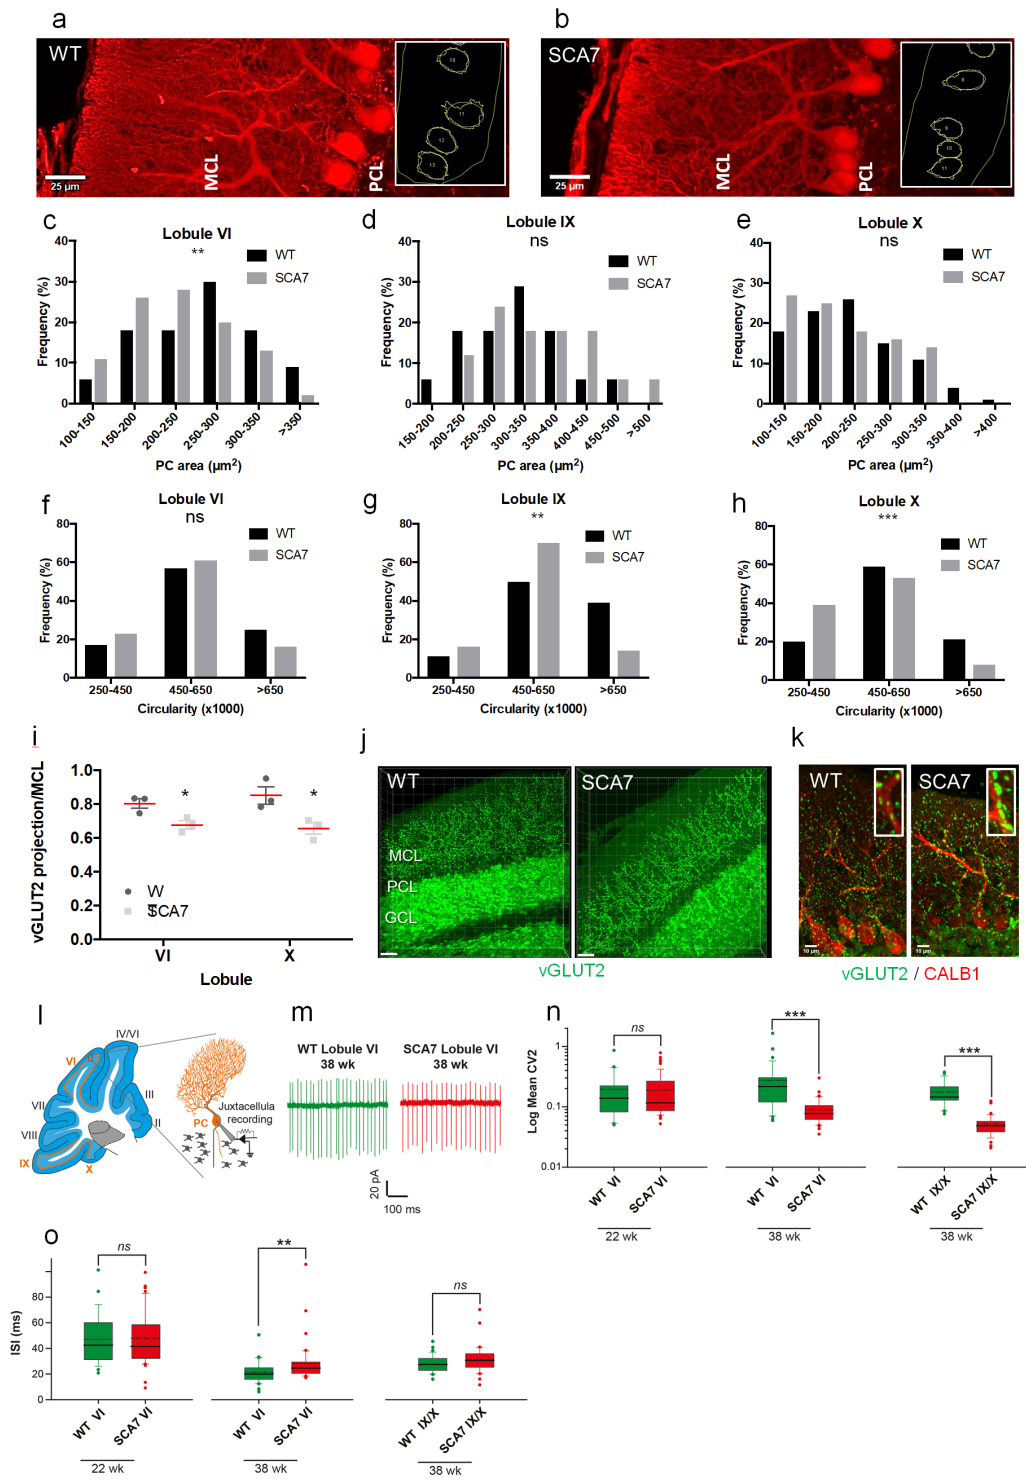 a
b
WT
SCA7
10
11
12
13
8
9
10
11
MCL
PCL
25 µm
MCL
PCL
25 µm
c
Lobule VI
**
WT
SCA7
Frequency (%)
40
30
20
10
0
100-150
150-200
200-250
250-300
300-350
>350
PC area (µm²)
d
Lobule IX
ns
WT
SCA7
Frequency (%)
40
30
20
10
0
150-200
200-250
250-300
300-350
350-400
400-450
450-500
>500
PC area (µm²)
e
Lobule X
ns
WT
SCA7
Frequency (%)
40
30
20
10
0
100-150
150-200
200-250
250-300
300-350
350-400
>400
PC area (µm²)
f
Lobule VI
ns
WT
SCA7
Frequency (%)
80
60
40
20
0
250-450
450-650
>650
Circularity (x1000)
g
Lobule IX
**
WT
SCA7
Frequency (%)
80
60
40
20
0
250-450
450-650
>650
Circularity (x1000)
h
Lobule X
***
WT
SCA7
Frequency (%)
80
60
40
20
0
250-450
450-650
>650
Circularity (x1000)
i
vGLUT2 projection/MCL
1.0
0.8
0.6
0.4
0.2
0.0
*
*
W
SCA7
VI
X
Lobule
j
WT
SCA7
MCL
PCL
GCL
vGLUT2
k
WT
SCA7
10 µm
10 µm
vGLUT2 / CALB1
l
IV/VI
VI
III
VII
II
VIII
IX
X
PC
Juxtacellula
recording
m
WT Lobule VI
38 wk
SCA7 Lobule VI
38 wk
20 pA
100 ms
n
Log Mean CV2
1
0.1
0.01
ns
***
***
WT VI
SCA7 VI
WT VI
SCA7 VI
WT IX/X
SCA7 IX/X
22 wk
38 wk
38 wk
o
ISI (ms)
80
60
40
20
0
ns
**
ns
WT VI
SCA7 VI
WT VI
SCA7 VI
WT IX/X
SCA7 IX/X
22 wk
38 wk
38 wk